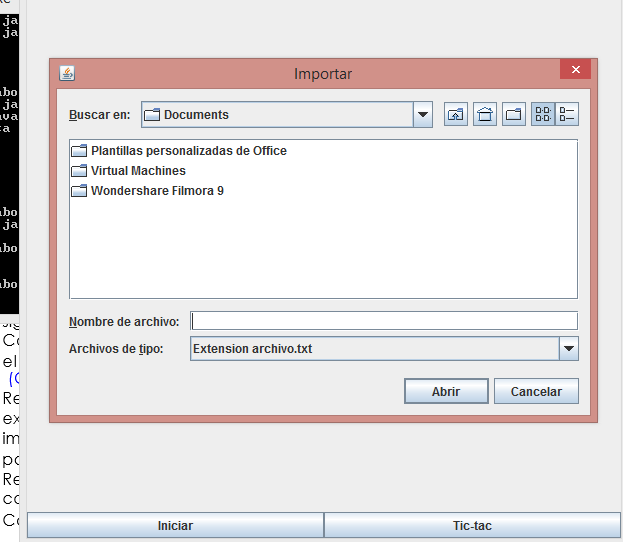 Importar
Buscar en: Documents
Plantillas personalizadas de Office
Virtual Machines
Wondershare Filmora 9
Nombre de archivo:
Archivos de tipo: Extension archivo.txt
Abrir Cancelar
Iniciar Tic-tac